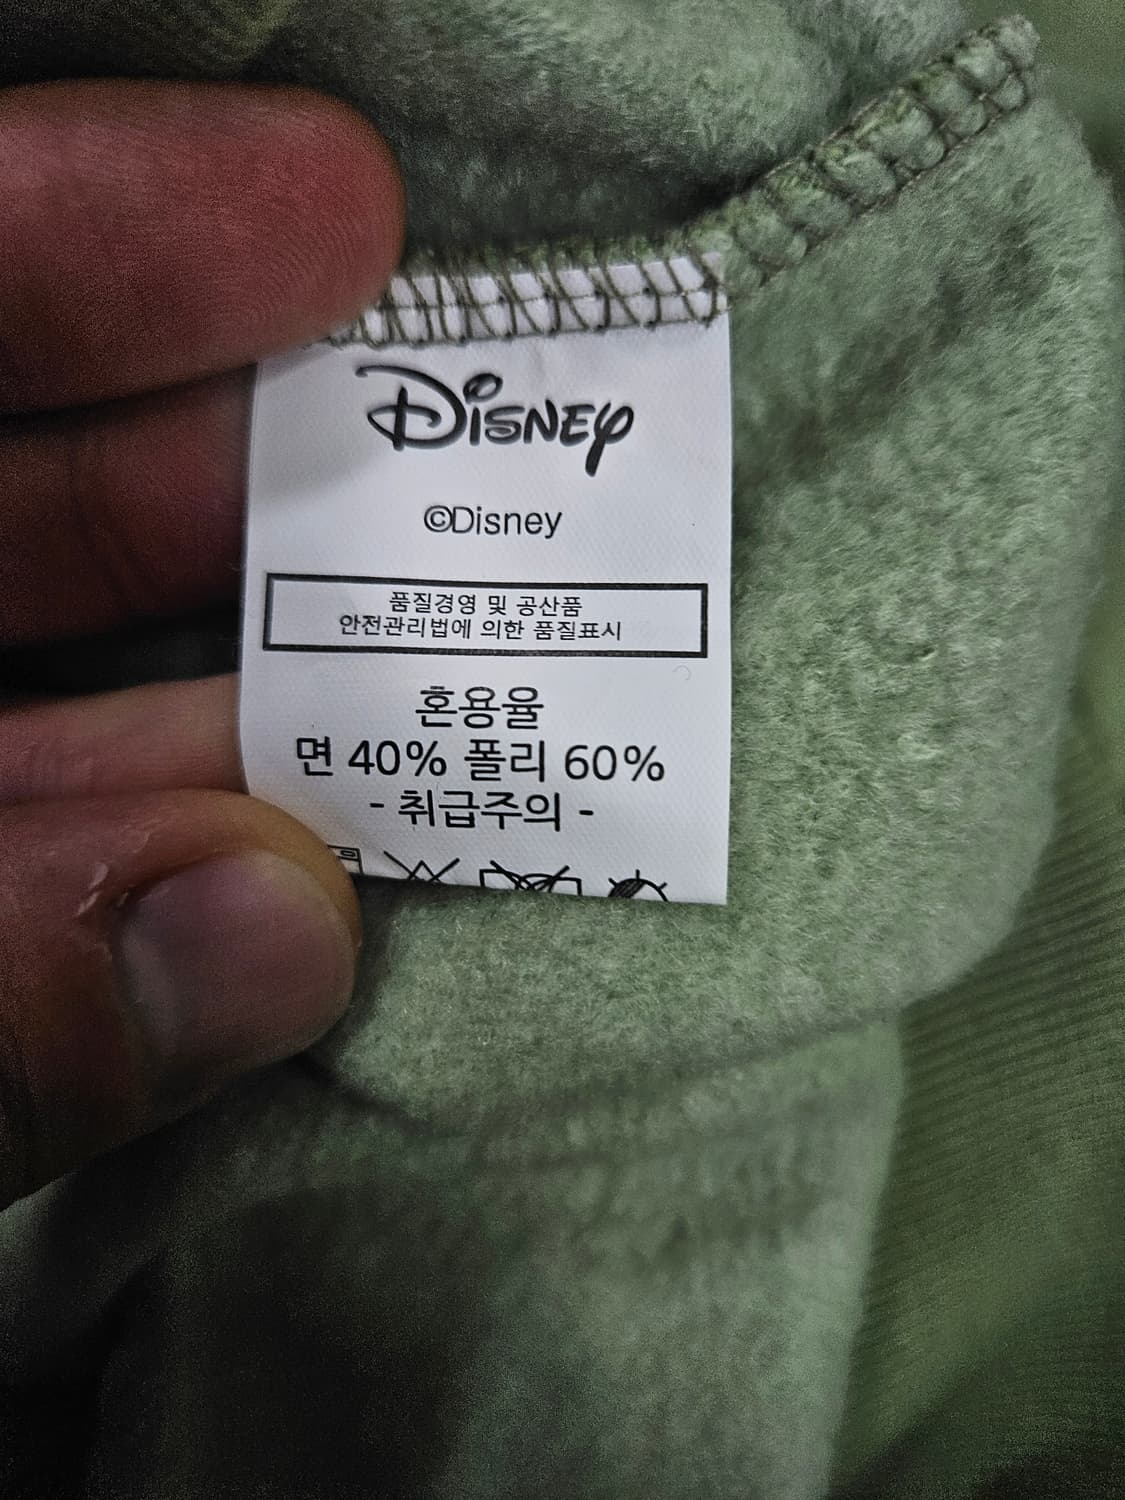 Disney
©Disney
품질경영 및 공산품
안전관리법에 의한 품질표시
혼용율
면 40% 폴리 60%
- 취급주의 -